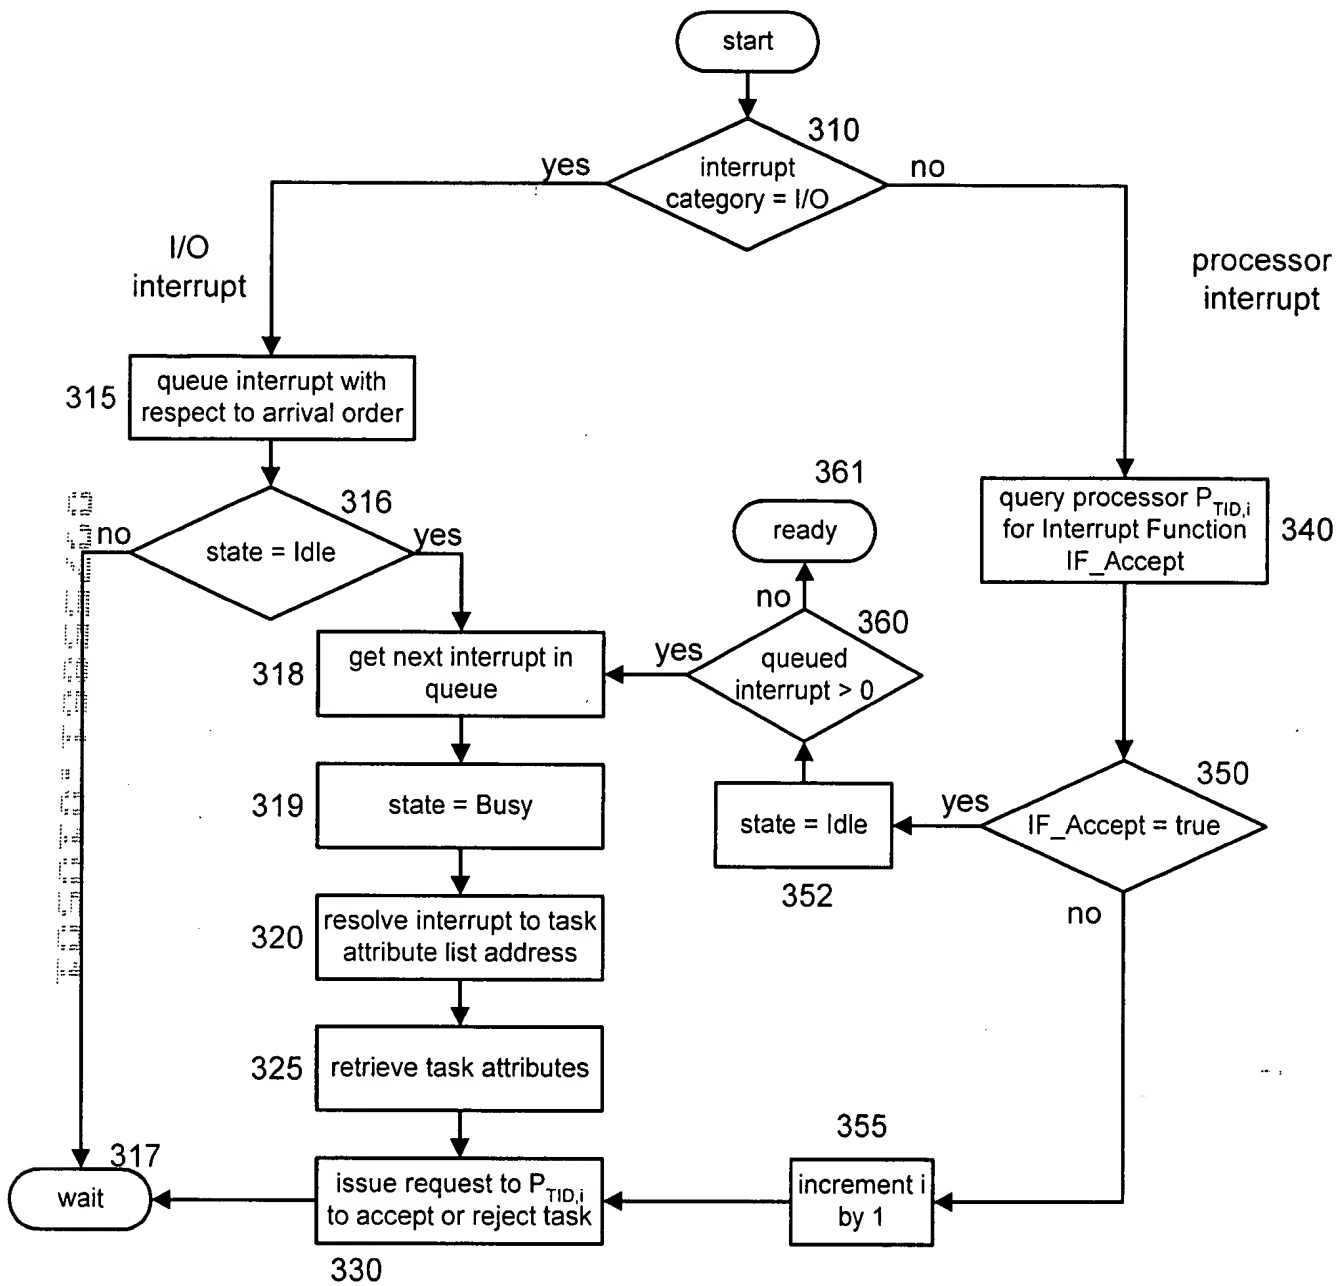 start
310
interrupt
category = I/O
yes
no
I/O
interrupt
processor
interrupt
315
queue interrupt with
respect to arrival order
316
state = Idle
no
yes
361
ready
query processor P_TID,i
for Interrupt Function
IF_Accept
340
no
360
queued
interrupt > 0
yes
318
get next interrupt in
queue
319
state = Busy
state = Idle
352
yes
350
IF_Accept = true
no
320
resolve interrupt to task
attribute list address
325
retrieve task attributes
317
wait
issue request to P_TID,i
to accept or reject task
330
355
increment i
by 1